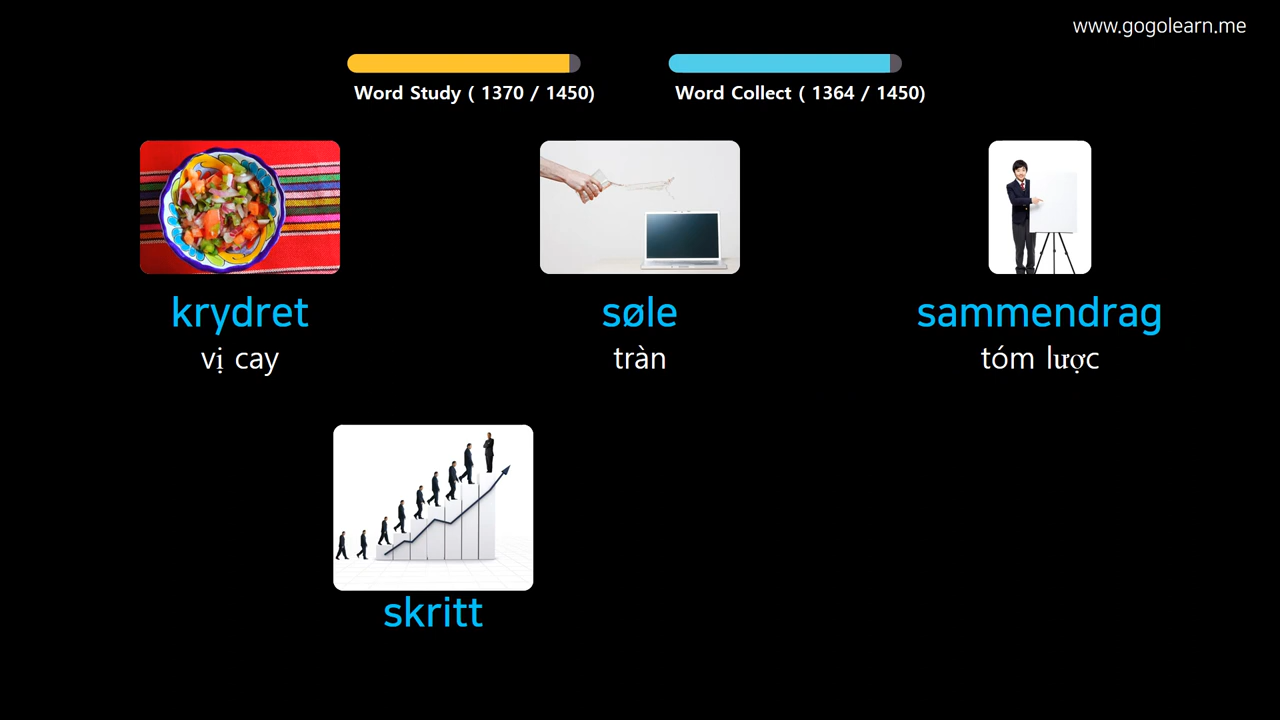 www.gogolearn.me
Word Study ( 1370 / 1450)
Word Collect ( 1364 / 1450)
krydret
søle
sammendrag
vị cay
tràn
tóm lược
skritt